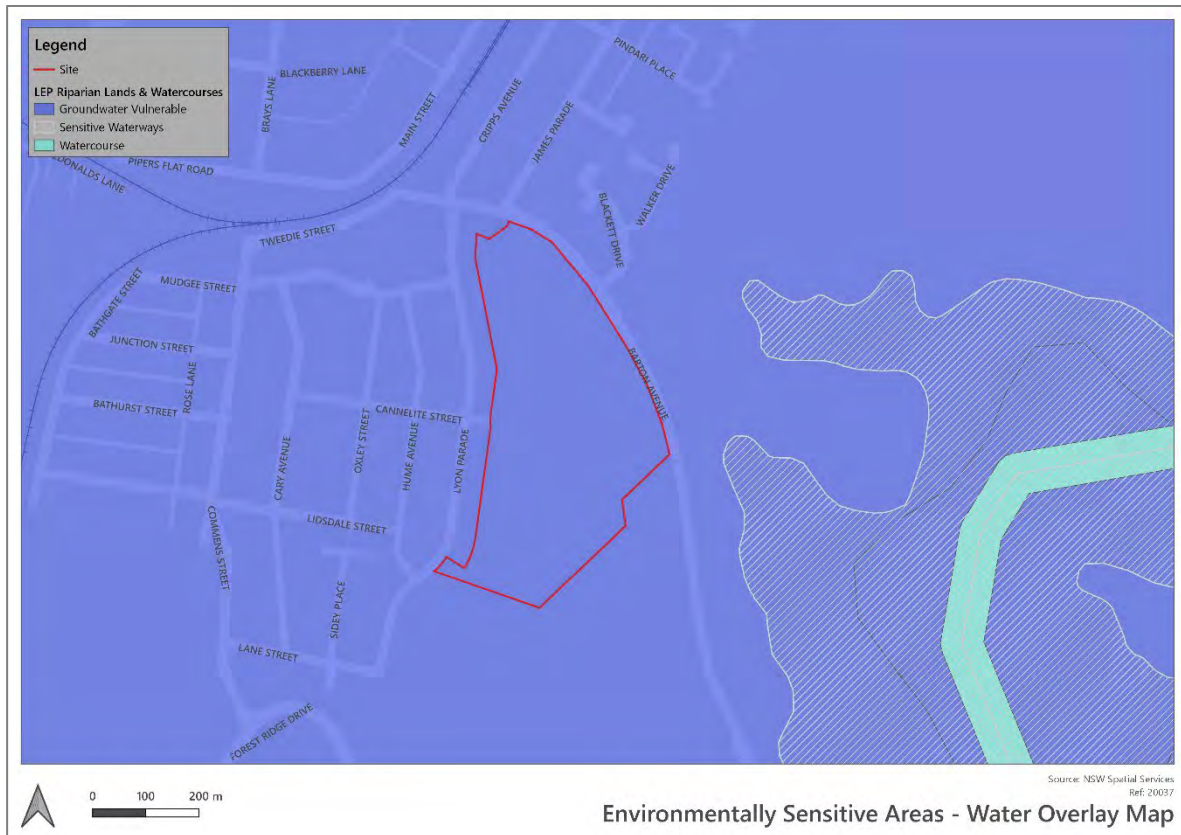 Legend
Site
LEP Riparian Lands & Watercourses
Groundwater Vulnerable
Sensitive Waterways
Watercourse
PINDARI PLACE
BLACKBERRY LANE
BRAYS LANE
MAIN STREET
CRIPPS AVENUE
JAMES PARADE
PIPERS FLAT ROAD
DONALDS LANE
WALKER DRIVE
BLACKETT DRIVE
TWEEDIE STREET
MUDGEE STREET
BATHGATE STREET
JUNCTION STREET
ROSE LANE
BARTON AVENUE
BATHURST STREET
CANNELITE STREET
OXLEY STREET
HUME AVENUE
LYON PARADE
CARY AVENUE
LIDSDALE STREET
COMMENS STREET
SIDEY PLACE
LANE STREET
FOREST RIDGE DRIVE
0 100 200 m
Source: NSW Spatial Services
Ref: 20037
Environmentally Sensitive Areas - Water Overlay Map